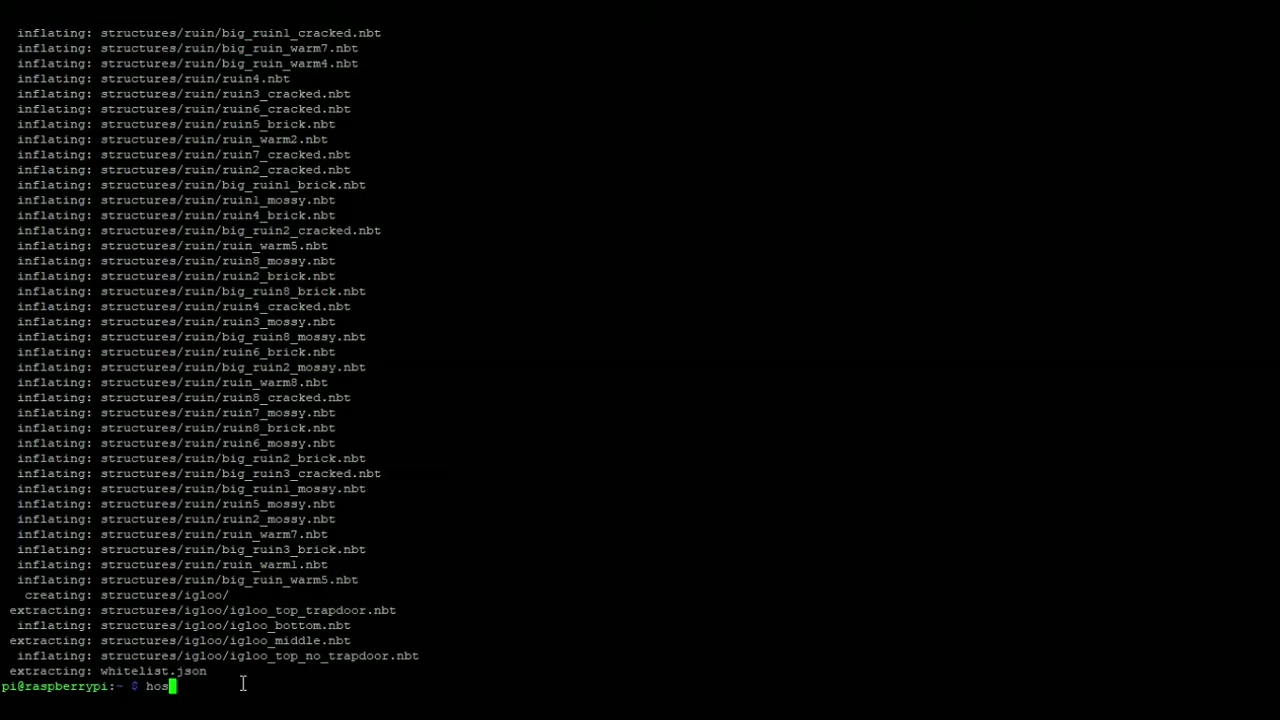 inflating: structures/ruin/big_ruin1_cracked.nbt
inflating: structures/ruin/big_ruin_warm7.nbt
inflating: structures/ruin/big_ruin_warm4.nbt
inflating: structures/ruin/ruin4.nbt
inflating: structures/ruin/ruin3_cracked.nbt
inflating: structures/ruin/ruin6_cracked.nbt
inflating: structures/ruin/ruin5_brick.nbt
inflating: structures/ruin/ruin_warm2.nbt
inflating: structures/ruin/ruin7_cracked.nbt
inflating: structures/ruin/ruin2_cracked.nbt
inflating: structures/ruin/big_ruin1_brick.nbt
inflating: structures/ruin/ruin1_mossy.nbt
inflating: structures/ruin/ruin4_brick.nbt
inflating: structures/ruin/big_ruin2_cracked.nbt
inflating: structures/ruin/ruin_warm5.nbt
inflating: structures/ruin/ruin8_mossy.nbt
inflating: structures/ruin/ruin2_brick.nbt
inflating: structures/ruin/big_ruin8_brick.nbt
inflating: structures/ruin/ruin4_cracked.nbt
inflating: structures/ruin/ruin3_mossy.nbt
inflating: structures/ruin/big_ruin8_mossy.nbt
inflating: structures/ruin/ruin6_brick.nbt
inflating: structures/ruin/big_ruin2_mossy.nbt
inflating: structures/ruin/ruin_warm8.nbt
inflating: structures/ruin/ruin8_cracked.nbt
inflating: structures/ruin/ruin7_mossy.nbt
inflating: structures/ruin/ruin8_brick.nbt
inflating: structures/ruin/ruin6_mossy.nbt
inflating: structures/ruin/big_ruin2_brick.nbt
inflating: structures/ruin/big_ruin3_cracked.nbt
inflating: structures/ruin/big_ruin1_mossy.nbt
inflating: structures/ruin/ruin5_mossy.nbt
inflating: structures/ruin/ruin2_mossy.nbt
inflating: structures/ruin/ruin_warm7.nbt
inflating: structures/ruin/big_ruin3_brick.nbt
inflating: structures/ruin/ruin_warm1.nbt
inflating: structures/ruin/big_ruin_warm5.nbt
creating: structures/igloo/
extracting: structures/igloo/igloo_top_trapdoor.nbt
inflating: structures/igloo/igloo_bottom.nbt
extracting: structures/igloo/igloo_middle.nbt
inflating: structures/igloo/igloo_top_no_trapdoor.nbt
extracting: whitelist.json
pi@raspberrypi:~ $ hos